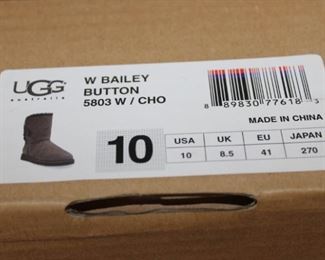 UGG
australia
W BAILEY
BUTTON
5803 W / CHO
8 89830 77618 3
MADE IN CHINA
10
USA UK EU JAPAN
10 8.5 41 270